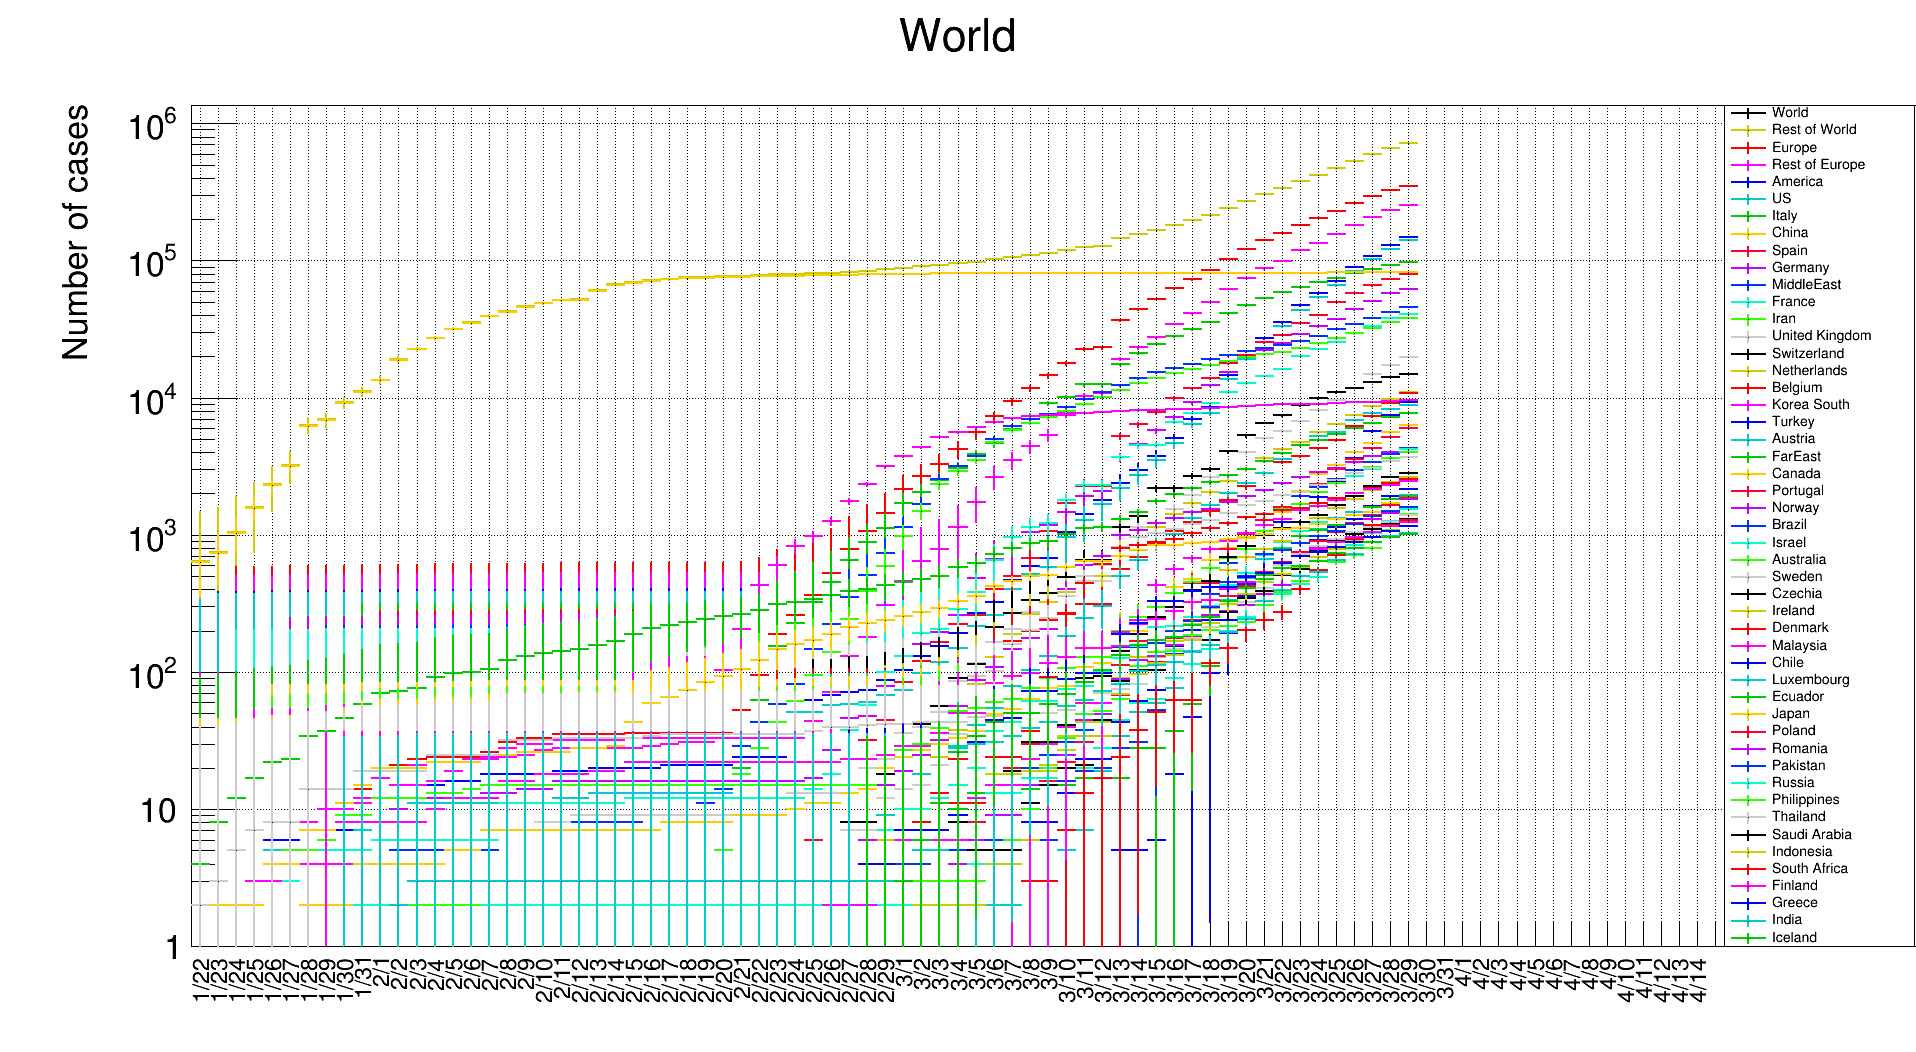 World
Number of cases
10^6
10^5
10^4
10^3
10^2
10
1
1/22
1/23
1/24
1/25
1/26
1/27
1/28
1/29
1/30
1/31
2/1
2/2
2/3
2/4
2/5
2/6
2/7
2/8
2/9
2/10
2/11
2/12
2/13
2/14
2/15
2/16
2/17
2/18
2/19
2/20
2/21
2/22
2/23
2/24
2/25
2/26
2/27
2/28
2/29
3/1
3/2
3/3
3/4
3/5
3/6
3/7
3/8
3/9
3/10
3/11
3/12
3/13
3/14
3/15
3/16
3/17
3/18
3/19
3/20
3/21
3/22
3/23
3/24
3/25
3/26
3/27
3/28
3/29
3/30
3/31
4/1
4/2
4/3
4/4
4/5
4/6
4/7
4/8
4/9
4/10
4/11
4/12
4/13
4/14
World
Rest of World
Europe
Rest of Europe
America
US
Italy
China
Spain
Germany
MiddleEast
France
Iran
United Kingdom
Switzerland
Netherlands
Belgium
Korea South
Turkey
Austria
FarEast
Canada
Portugal
Norway
Brazil
Israel
Australia
Sweden
Czechia
Ireland
Denmark
Malaysia
Chile
Luxembourg
Ecuador
Japan
Poland
Romania
Pakistan
Russia
Philippines
Thailand
Saudi Arabia
Indonesia
South Africa
Finland
Greece
India
Iceland